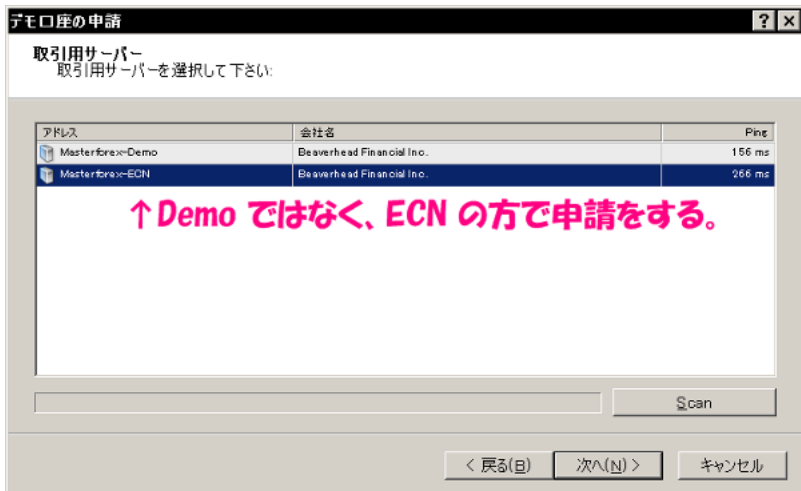 デモ口座の申請
取引用サーバー
取引用サーバーを選択して下さい:
アドレス 会社名 Ping
Masterforex-Demo Beaverhead Financial Inc. 156 ms
Masterforex-ECN Beaverhead Financial Inc. 266 ms
↑Demo ではなく、ECN の方で申請をする。
Scan
< 戻る(B) 次へ(N) > キャンセル